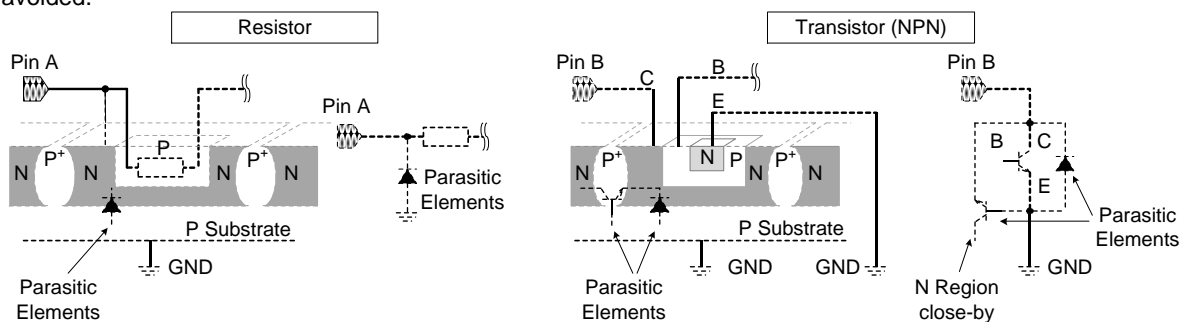 avoided.
Resistor
Transistor (NPN)
Pin A
N
P+
N
P
N
P+
N
P Substrate
GND
Parasitic
Elements
Pin A
Parasitic
Elements
Pin B
C
B
E
N
P+
N
N
P
N
P+
N
P Substrate
GND
GND
Parasitic
Elements
Pin B
B
C
E
Parasitic
Elements
GND
N Region
close-by